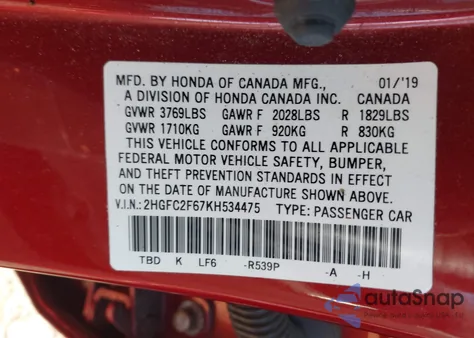 MFD. BY HONDA OF CANADA MFG., 01/'19
A DIVISION OF HONDA CANADA INC. CANADA
GVWR 3769LBS GAWR F 2028LBS R 1829LBS
GVWR 1710KG GAWR F 920KG R 830KG
THIS VEHICLE CONFORMS TO ALL APPLICABLE
FEDERAL MOTOR VEHICLE SAFETY, BUMPER,
AND THEFT PREVENTION STANDARDS IN EFFECT
ON THE DATE OF MANUFACTURE SHOWN ABOVE.
V.I.N.: 2HGFC2F67KH534475 TYPE: PASSENGER CAR
TBD K LF6 -R539P -A -H
autoSnap